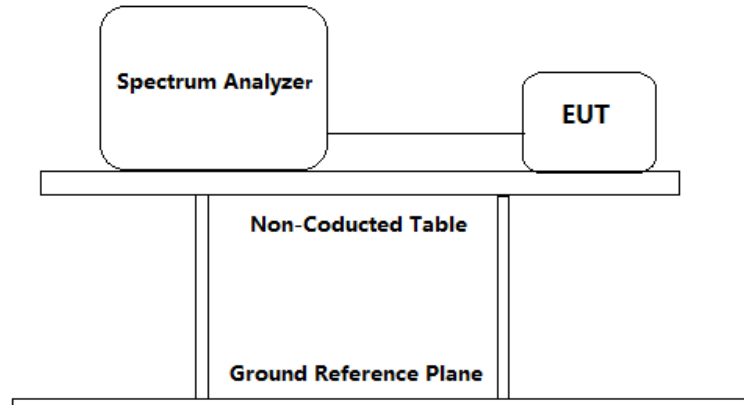 Spectrum Analyzer
EUT
Non-Coducted Table
Ground Reference Plane